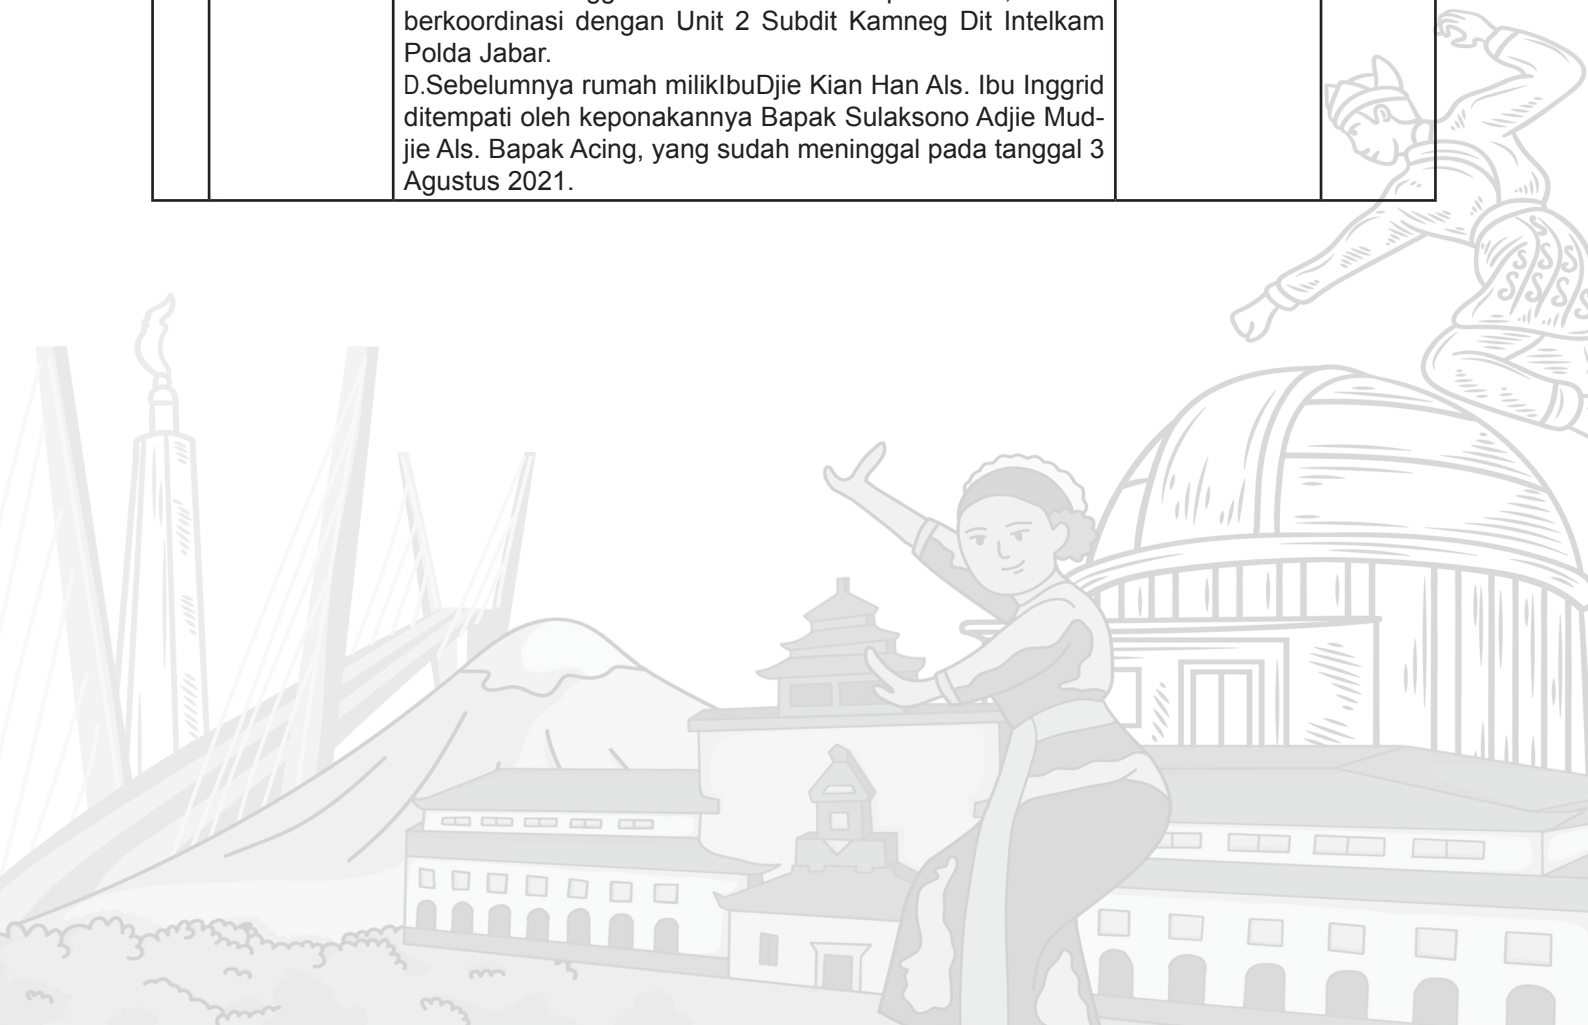 berkoordinasi dengan Unit 2 Subdit Kamneg Dit Intelkam
Polda Jabar.
D.Sebelumnya rumah milikIbuDjie Kian Han Als. Ibu Inggrid
ditempati oleh keponakannya Bapak Sulaksono Adjie Mud-
jie Als. Bapak Acing, yang sudah meninggal pada tanggal 3
Agustus 2021.